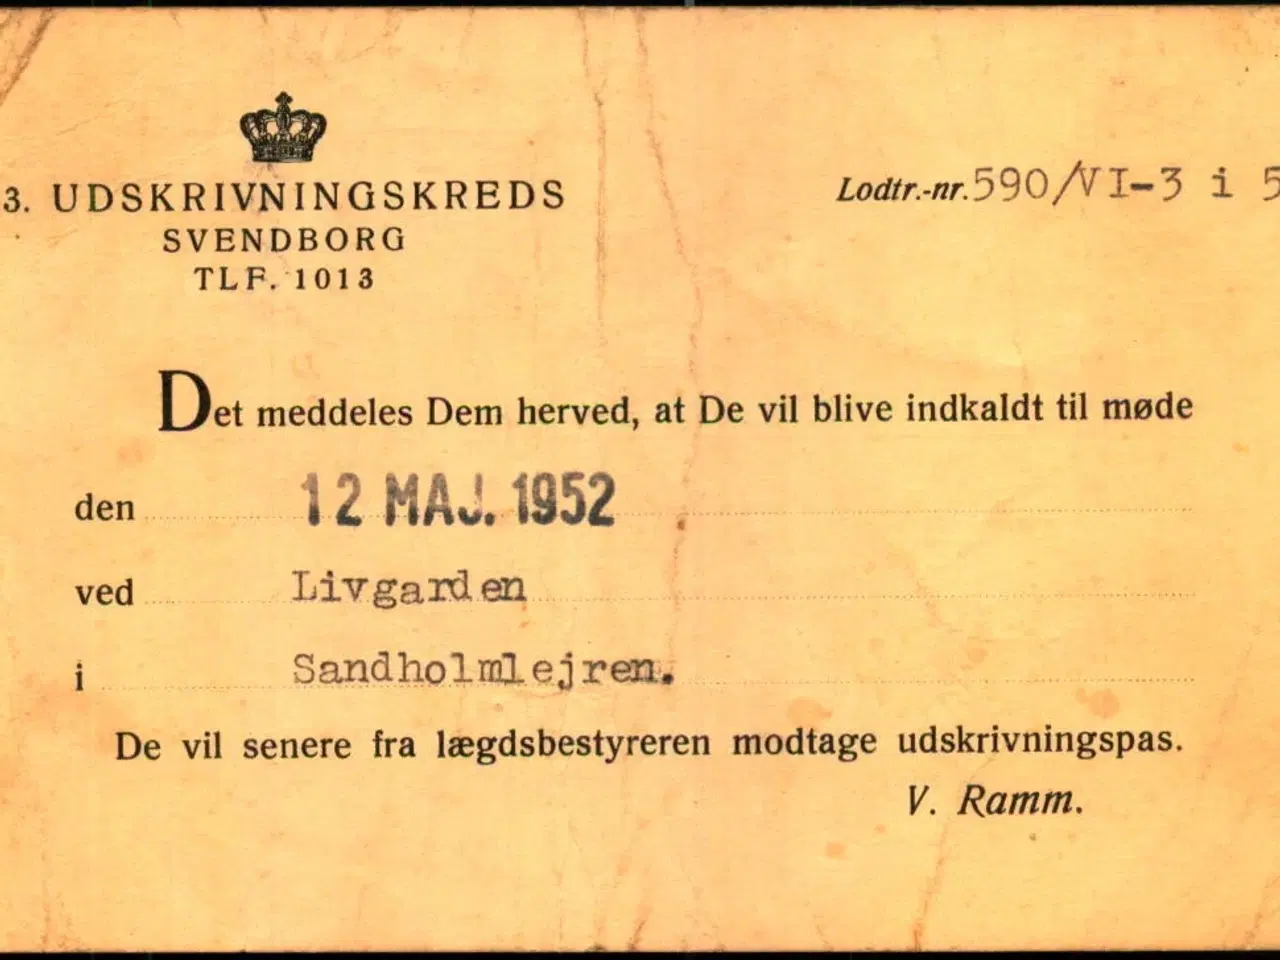 3. UDSKRIVNINGSKREDS
SVENDBORG
TLF. 1013
Lodtr.-nr. 590/VI-3 i 5
Det meddeles Dem herved, at De vil blive indkaldt til møde
den 12 MAJ. 1952
ved Livgarden
i Sandholmlejren.
De vil senere fra lægdsbestyreren modtage udskrivningspas.
V. Ramm.